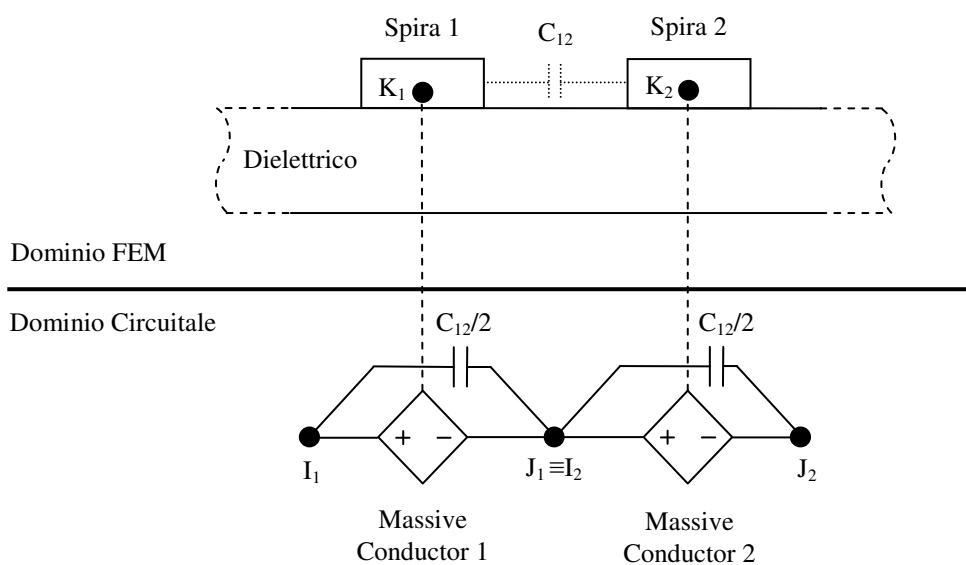 Spira 1
C12
Spira 2
K1
K2
Dielettrico
Dominio FEM
Dominio Circuitale
C12/2
C12/2
+ −
+ −
I1
J1 ≡I2
J2
Massive
Conductor 1
Massive
Conductor 2